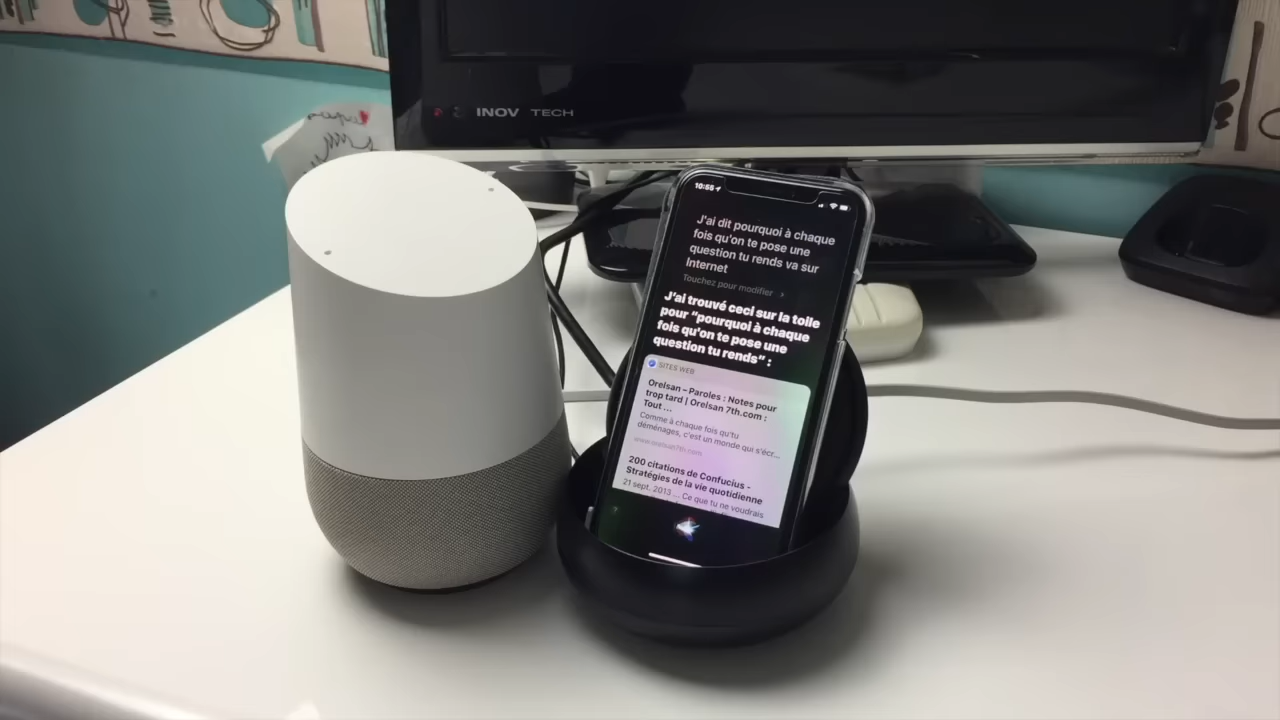 INOV TECH
10:55
J'ai dit pourquoi à chaque
fois qu'on te pose une
question tu rends va sur
Internet
Touchez pour modifier >
J'ai trouvé ceci sur la toile
pour "pourquoi à chaque
fois qu'on te pose une
question tu rends" :
SITES WEB
Orelsan – Paroles : Notes pour
trop tard | Orelsan 7th.com :
Tout ...
Comme à chaque fois qu'tu
déménages, c'est un monde qui s'écr...
www.orelsan7th.com
200 citations de Confucius -
Stratégies de la vie quotidienne
21 sept. 2013 ... Ce que tu ne voudrais
?